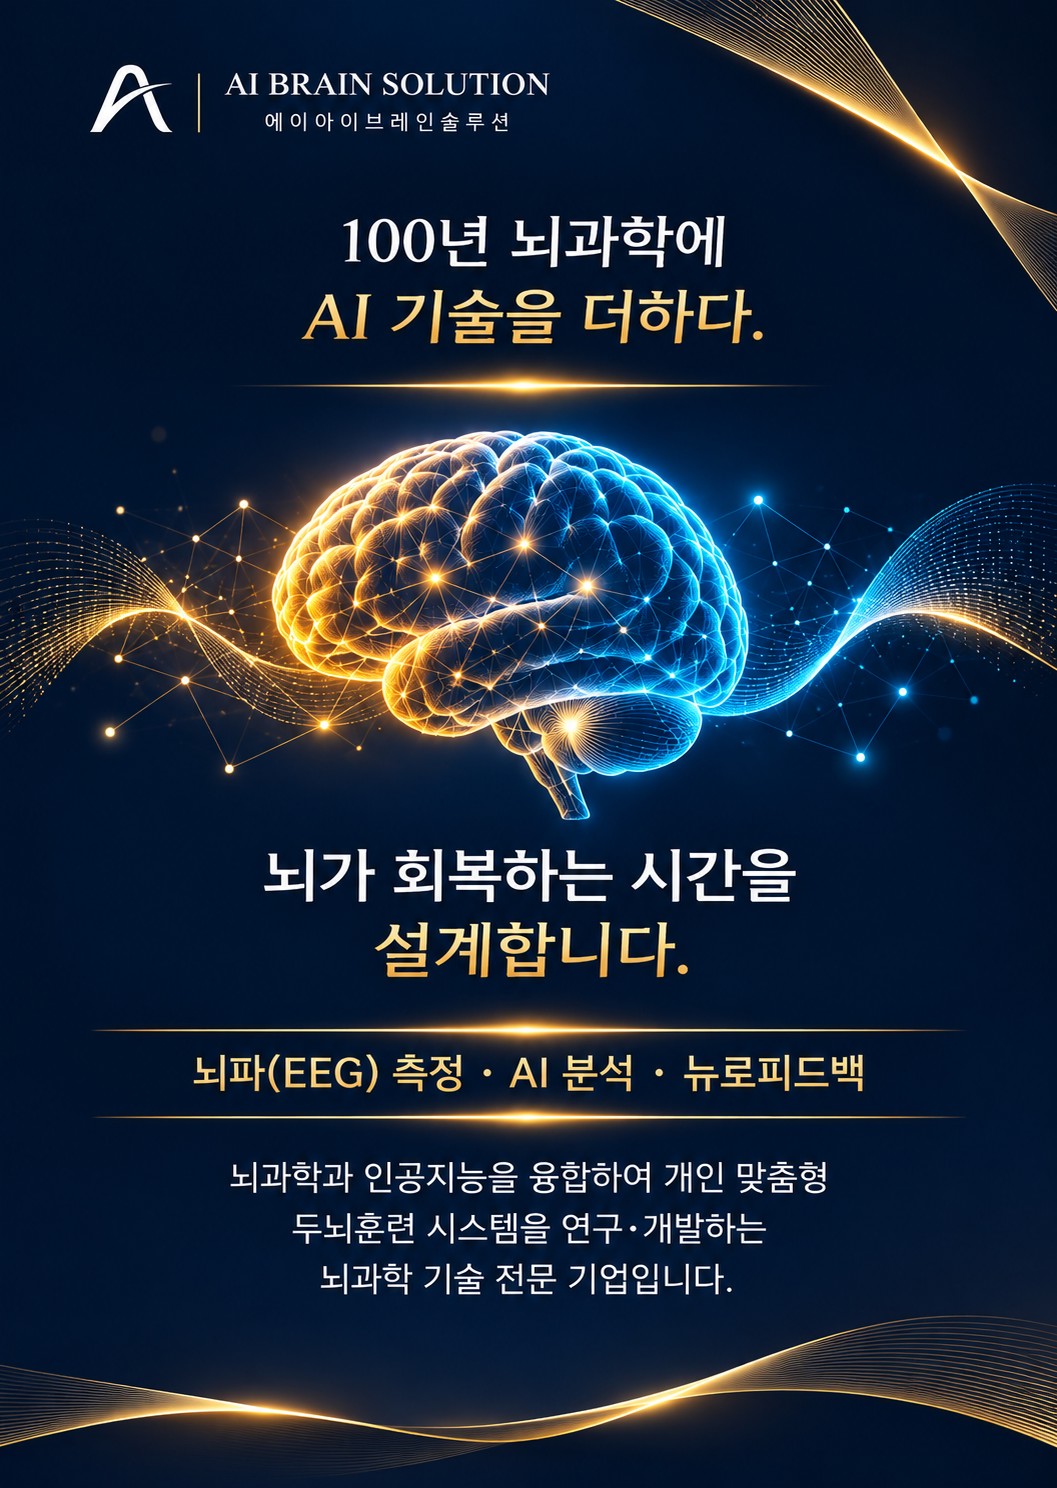 AI BRAIN SOLUTION
에이아이브레인솔루션
100년 뇌과학에
AI 기술을 더하다.
뇌가 회복하는 시간을
설계합니다.
뇌파(EEG) 측정 · AI 분석 · 뉴로피드백
뇌과학과 인공지능을 융합하여 개인 맞춤형
두뇌훈련 시스템을 연구·개발하는
뇌과학 기술 전문 기업입니다.